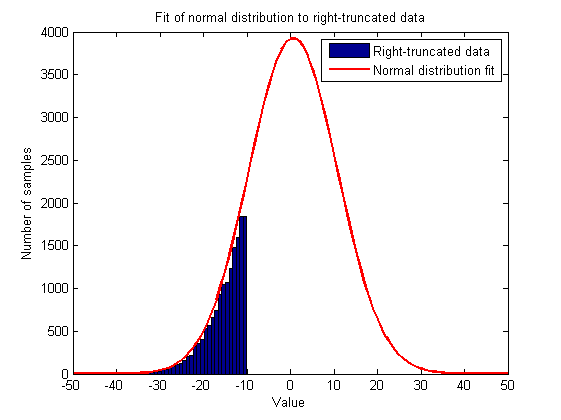 Fit of normal distribution to right-truncated data
Right-truncated data
Normal distribution fit
Number of samples
4000
3500
3000
2500
2000
1500
1000
500
0
-50 -40 -30 -20 -10 0 10 20 30 40 50
Value